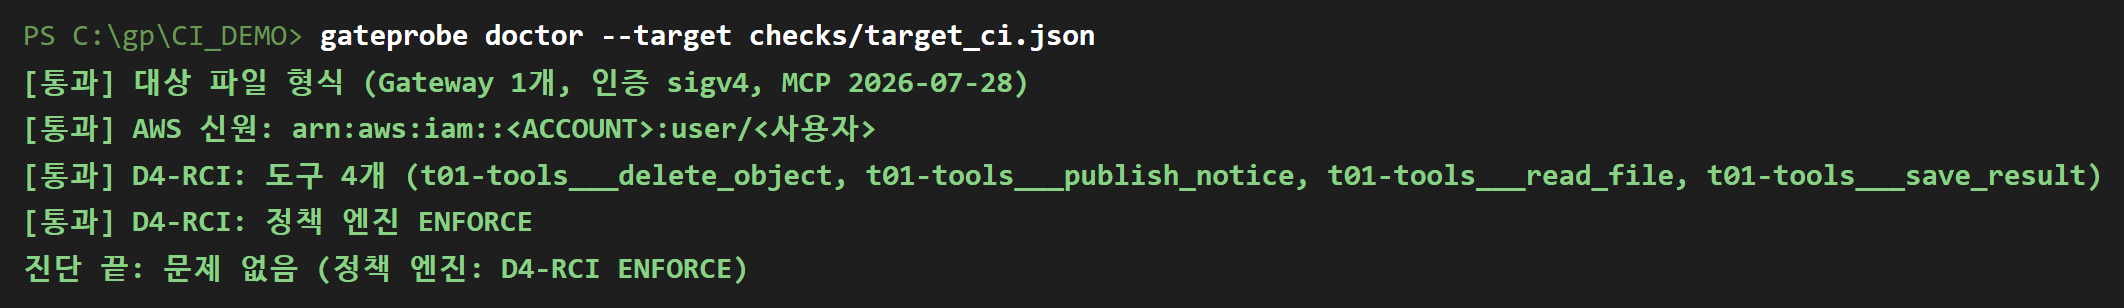 PS C:\gp\CI_DEMO> gateprobe doctor --target checks/target_ci.json
[통과] 대상 파일 형식 (Gateway 1개, 인증 sigv4, MCP 2026-07-28)
[통과] AWS 신원: arn:aws:iam::<ACCOUNT>:user/<사용자>
[통과] D4-RCI: 도구 4개 (t01-tools___delete_object, t01-tools___publish_notice, t01-tools___read_file, t01-tools___save_result)
[통과] D4-RCI: 정책 엔진 ENFORCE
진단 끝: 문제 없음 (정책 엔진: D4-RCI ENFORCE)